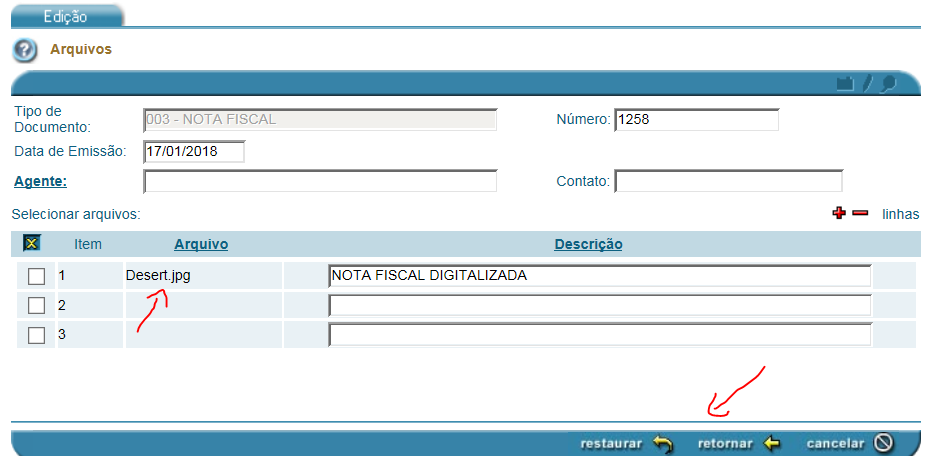 Edição
Arquivos
Tipo de
Documento:
003 - NOTA FISCAL
Número: 1258
Data de Emissão: 17/01/2018
Agente:
Contato:
Selecionar arquivos:
linhas
Item Arquivo Descrição
1 Desert.jpg NOTA FISCAL DIGITALIZADA
2
3
restaurar retornar cancelar